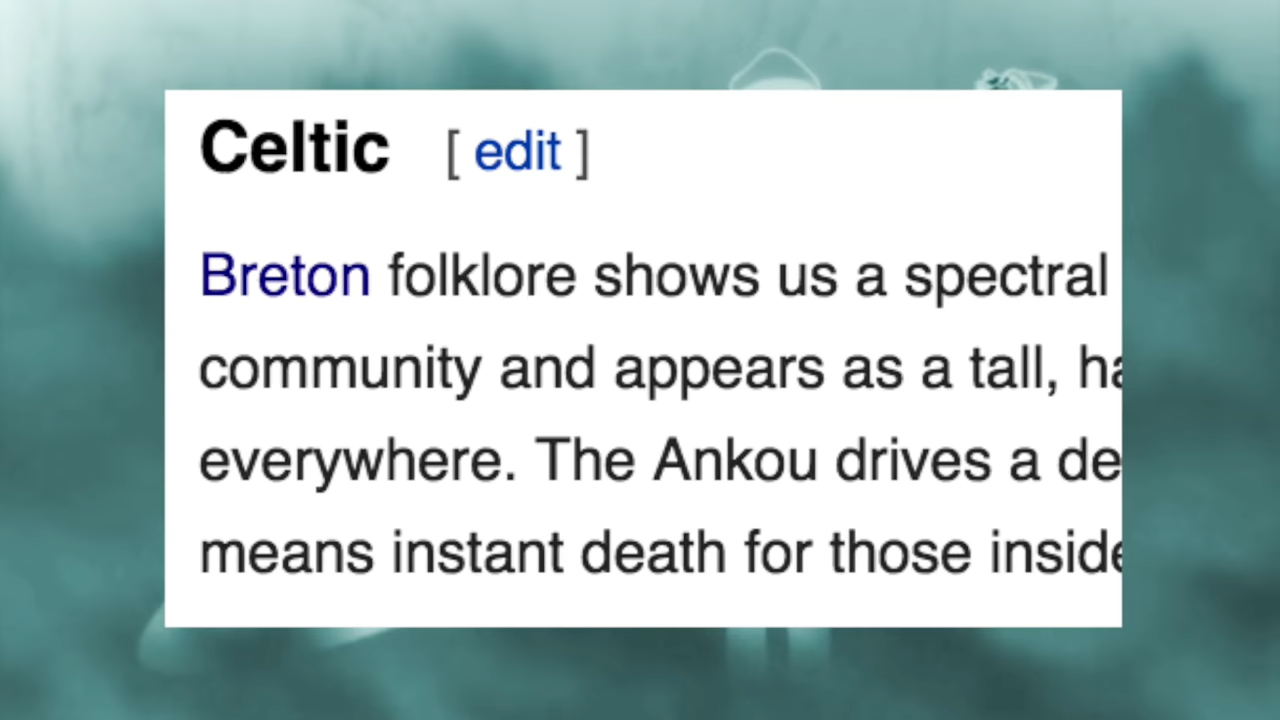 Celtic [ edit ]
Breton folklore shows us a spectral
community and appears as a tall,
everywhere. The Ankou drives a
means instant death for those inside